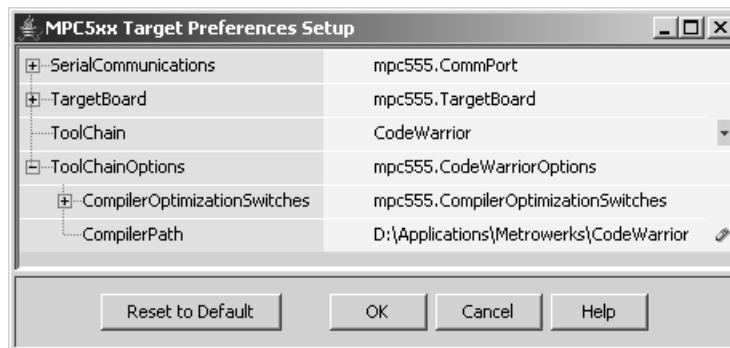 MPC5xx Target Preferences Setup
SerialCommunications mpc555.CommPort
TargetBoard mpc555.TargetBoard
ToolChain CodeWarrior
ToolChainOptions mpc555.CodeWarriorOptions
CompilerOptimizationSwitches mpc555.CompilerOptimizationSwitches
CompilerPath D:\Applications\Metrowerks\CodeWarrior
Reset to Default OK Cancel Help